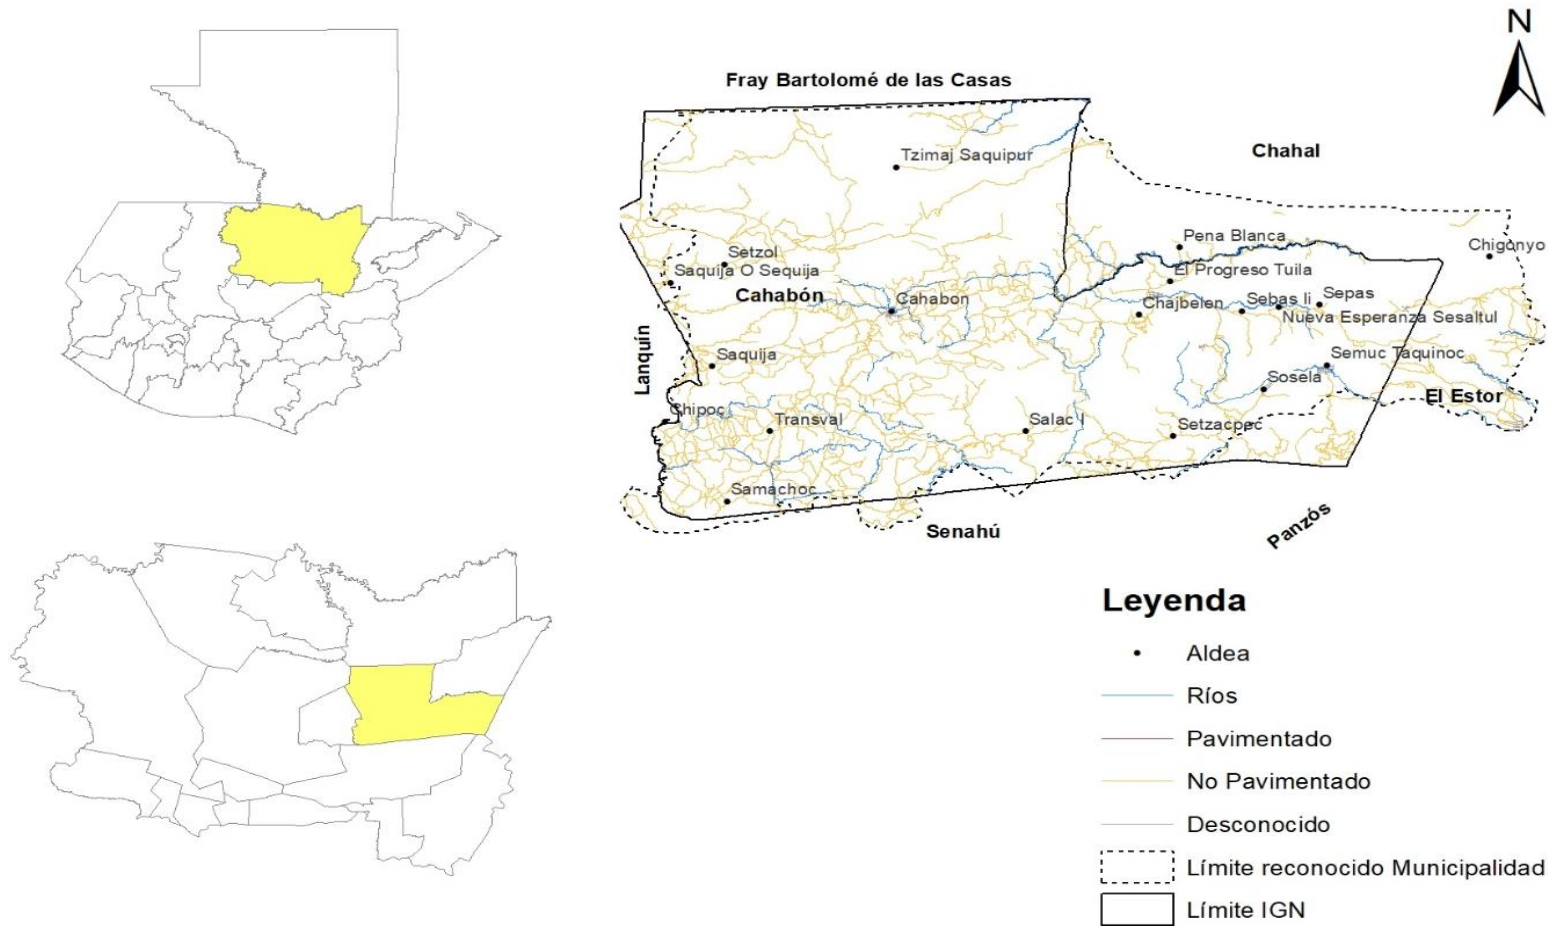 N
Fray Bartolomé de las Casas
Chahal
Tzimaj Saquipur
Pena Blanca
Chigonyo
Setzol
Saquija O Sequija
El Progreso Tuila
Cahabón
Cahabon
Chajbelen
Sebas Ii
Sepas
Nueva Esperanza Sesaltul
Lanquín
Saquija
Semuc Taquinoc
Sosela
El Estor
Chipoc
Transval
Salac I
Setzacpec
Samachoc
Senahú
Panzós
Leyenda
Aldea
Ríos
Pavimentado
No Pavimentado
Desconocido
Límite reconocido Municipalidad
Límite IGN